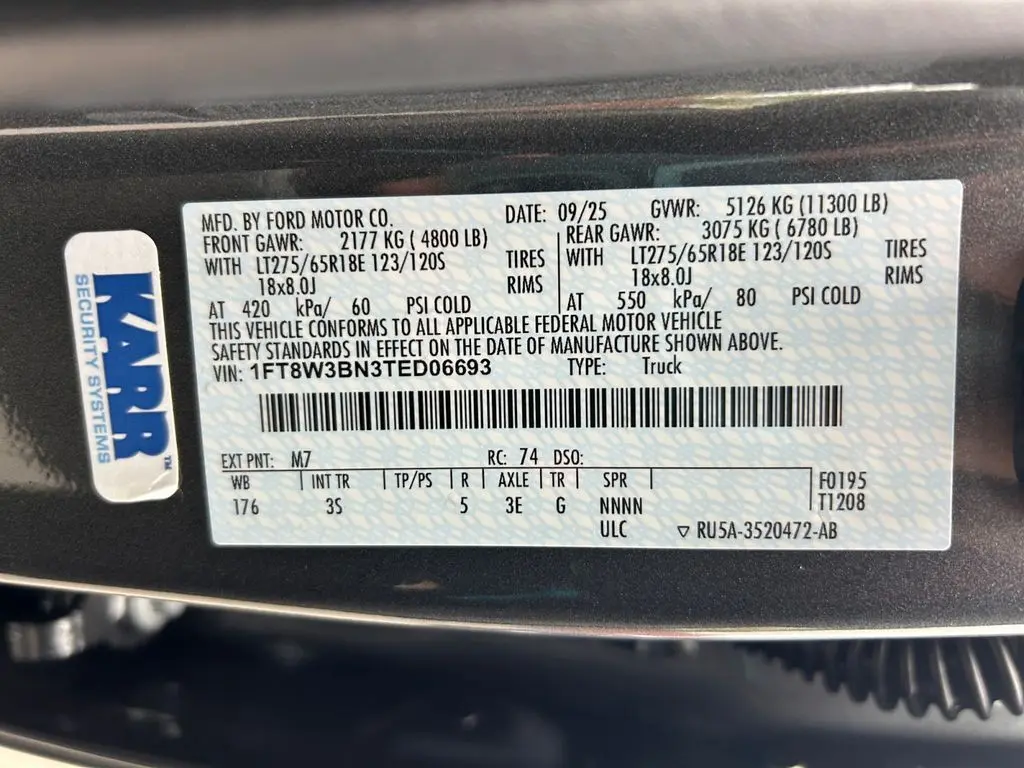 MFD. BY FORD MOTOR CO. DATE: 09/25 GVWR: 5126 KG (11300 LB)
FRONT GAWR: 2177 KG ( 4800 LB) REAR GAWR: 3075 KG ( 6780 LB)
WITH LT275/65R18E 123/120S TIRES WITH LT275/65R18E 123/120S TIRES
18x8.0J RIMS 18x8.0J RIMS
AT 420 kPa/ 60 PSI COLD AT 550 kPa/ 80 PSI COLD
THIS VEHICLE CONFORMS TO ALL APPLICABLE FEDERAL MOTOR VEHICLE
SAFETY STANDARDS IN EFFECT ON THE DATE OF MANUFACTURE SHOWN ABOVE.
VIN: 1FT8W3BN3TED06693 TYPE: Truck
EXT PNT: M7 RC: 74 DSO:
WB INT TR TP/PS R AXLE TR SPR F0195
176 3S 5 3E G NNNN T1208
ULC ▽ RU5A-3520472-AB
KARR™
SECURITY SYSTEMS